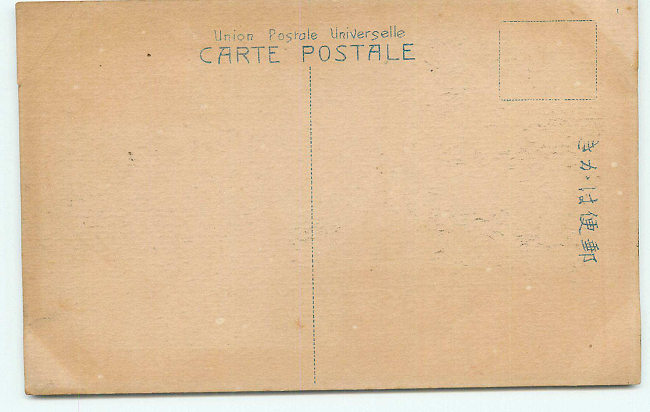 Union Postale Universelle
CARTE POSTALE
郵便はがき